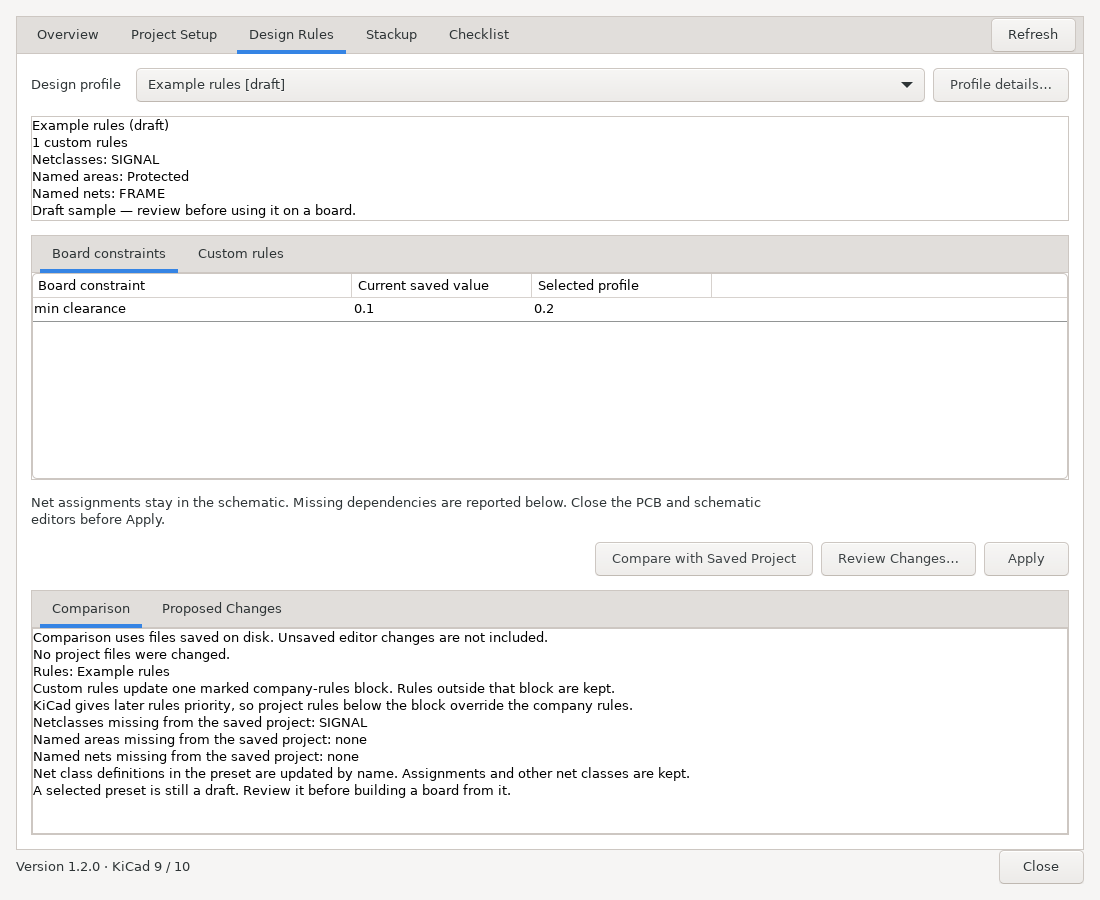 Overview Project Setup Design Rules Stackup Checklist Refresh
Design profile Example rules [draft] Profile details...
Example rules (draft)
1 custom rules
Netclasses: SIGNAL
Named areas: Protected
Named nets: FRAME
Draft sample — review before using it on a board.
Board constraints Custom rules
Board constraint Current saved value Selected profile
min clearance 0.1 0.2
Net assignments stay in the schematic. Missing dependencies are reported below. Close the PCB and schematic
editors before Apply.
Compare with Saved Project Review Changes... Apply
Comparison Proposed Changes
Comparison uses files saved on disk. Unsaved editor changes are not included.
No project files were changed.
Rules: Example rules
Custom rules update one marked company-rules block. Rules outside that block are kept.
KiCad gives later rules priority, so project rules below the block override the company rules.
Netclasses missing from the saved project: SIGNAL
Named areas missing from the saved project: none
Named nets missing from the saved project: none
Net class definitions in the preset are updated by name. Assignments and other net classes are kept.
A selected preset is still a draft. Review it before building a board from it.
Version 1.2.0 · KiCad 9 / 10 Close